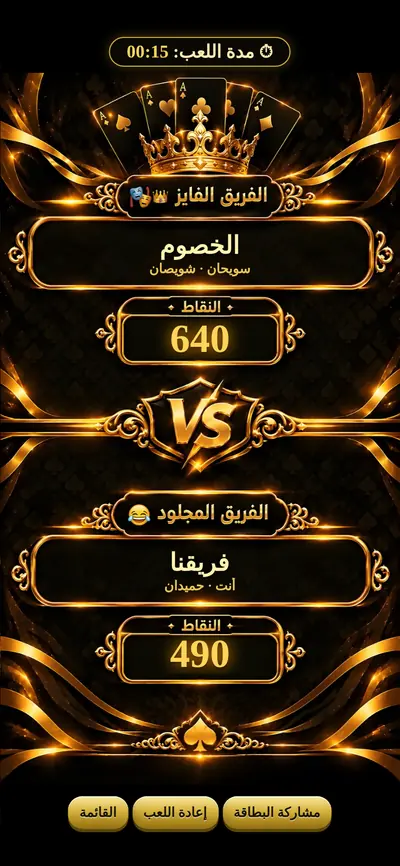 ⏱ مدة اللعب: 00:15
A A A
الفريق الفايز 👑🎭
الخصوم
سويحان · شويصان
✦ النقاط ✦
640
VS
الفريق المجلود 😂
فريقنا
أنت · حميدان
✦ النقاط ✦
490
مشاركة البطاقة
إعادة اللعب
القائمة